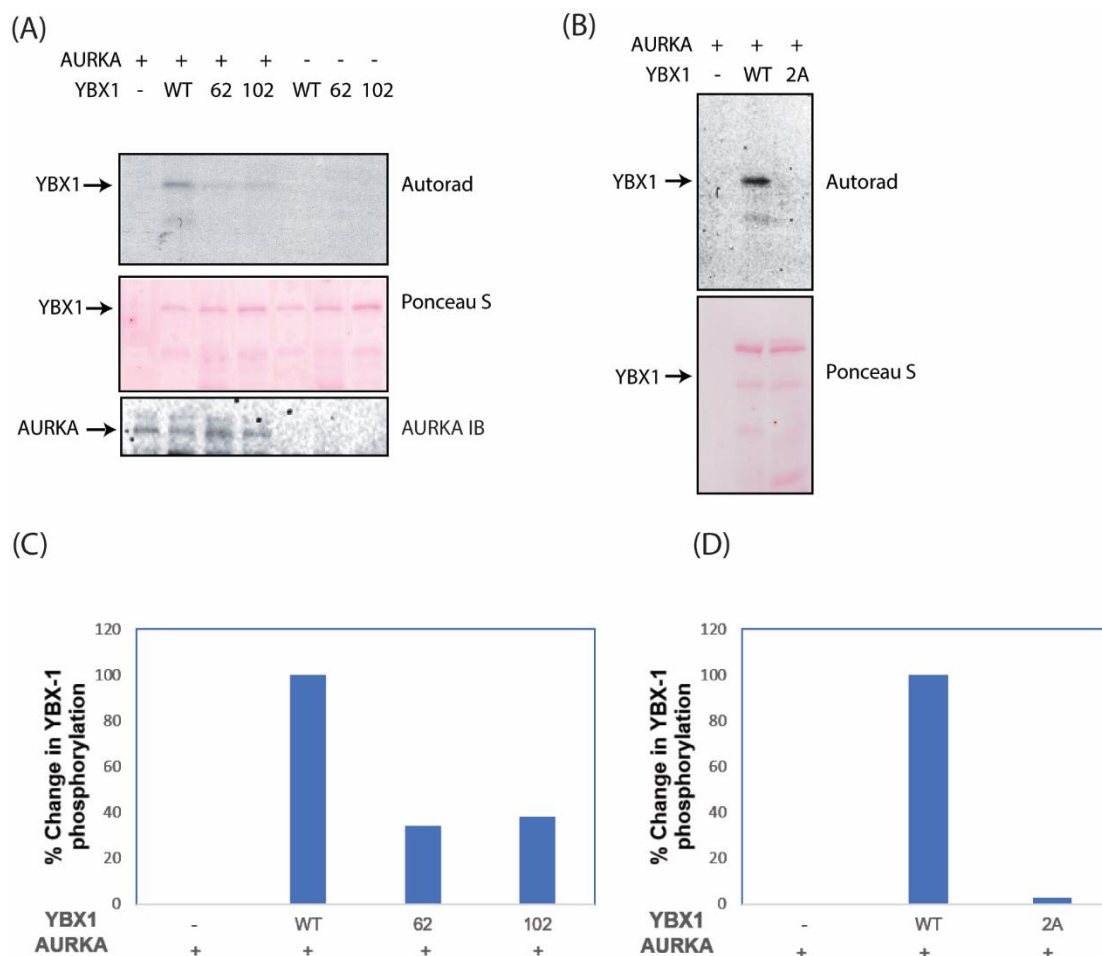 (A)
AURKA + + + + - - -
YBX1 - WT 62 102 WT 62 102
YBX1 Autorad
YBX1 Ponceau S
AURKA AURKA IB
(B)
AURKA + + +
YBX1 - WT 2A
YBX1 Autorad
YBX1 Ponceau S
(C)
% Change in YBX-1
phosphorylation
120
100
80
60
40
20
0
YBX1 - WT 62 102
AURKA + + + +
(D)
% Change in YBX-1
phosphorylation
120
100
80
60
40
20
0
YBX1 - WT 2A
AURKA + + +